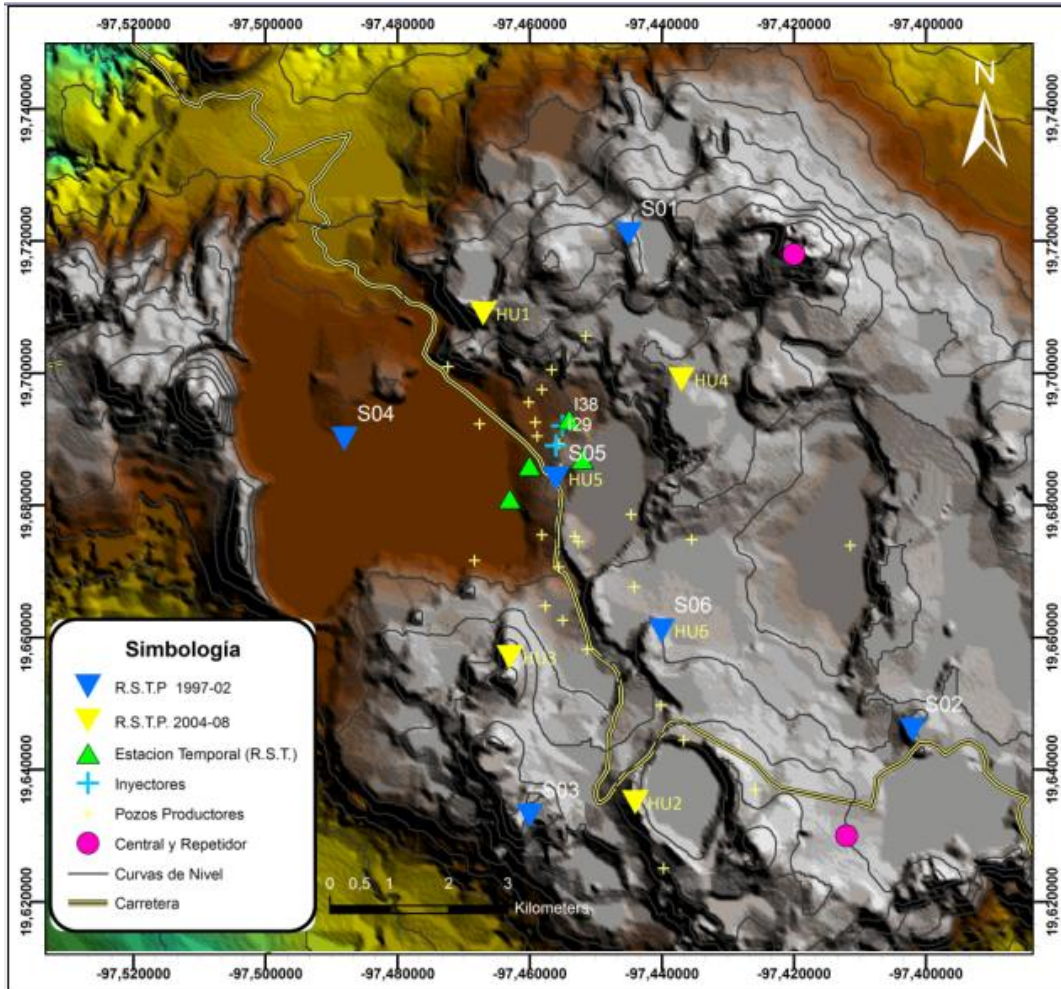 -97,520000 -97,500000 -97,480000 -97,460000 -97,440000 -97,420000 -97,400000
19,740000
19,740000
19,720000
19,720000
19,700000
19,700000
19,680000
19,680000
19,660000
19,660000
19,640000
19,640000
19,620000
19,620000
N
S01
HU1
HU4
I38
I29
S04
S05
HU5
S06
HU6
HU3
S02
S03
HU2
Simbología
R.S.T.P 1997-02
R.S.T.P. 2004-08
Estacion Temporal (R.S.T.)
Inyectores
Pozos Productores
Central y Repetidor
Curvas de Nivel
Carretera
0 0,5 1 2 3
Kilometers
-97,520000 -97,500000 -97,480000 -97,460000 -97,440000 -97,420000 -97,400000